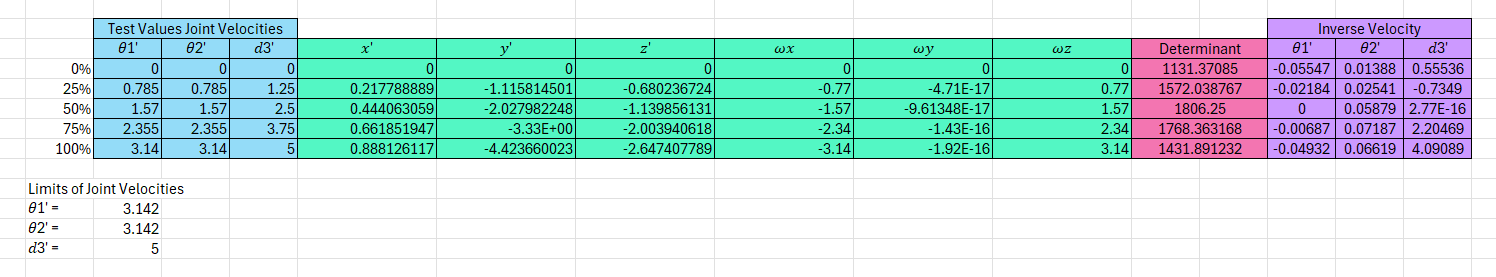 Test Values Joint Velocities Inverse Velocity
θ1' θ2' d3' x' y' z' ωx ωy ωz Determinant θ1' θ2' d3'
0% 0 0 0 0 0 0 0 0 0 1131.37085 -0.05547 0.01388 0.55536
25% 0.785 0.785 1.25 0.217788889 -1.115814501 -0.680236724 -0.77 -4.71E-17 0.77 1572.038767 -0.02184 0.02541 -0.7349
50% 1.57 1.57 2.5 0.444063059 -2.027982248 -1.139856131 -1.57 -9.61348E-17 1.57 1806.25 0 0.05879 2.77E-16
75% 2.355 2.355 3.75 0.661851947 -3.33E+00 -2.003940618 -2.34 -1.43E-16 2.34 1768.363168 -0.00687 0.07187 2.20469
100% 3.14 3.14 5 0.888126117 -4.423660023 -2.647407789 -3.14 -1.92E-16 3.14 1431.891232 -0.04932 0.06619 4.09089
Limits of Joint Velocities
θ1' = 3.142
θ2' = 3.142
d3' = 5